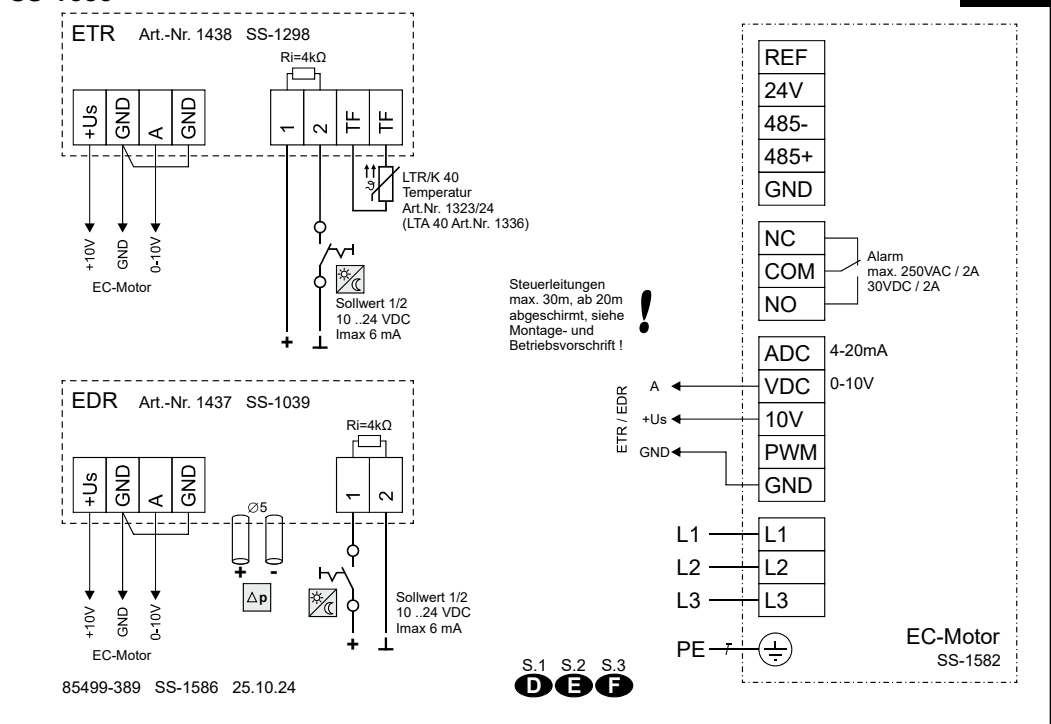 ETR Art.-Nr. 1438 SS-1298
Ri=4kΩ
+Us GND A GND
1 2 TF TF
ϑ
LTR/K 40
Temperatur
Art.Nr. 1323/24
(LTA 40 Art.Nr. 1336)
+10V GND 0-10V
EC-Motor
Sollwert 1/2
10 ..24 VDC
Imax 6 mA
+ ⊥
EDR Art.-Nr. 1437 SS-1039
Ri=4kΩ
+Us GND A GND
1 2
∅5
+ -
△p
+10V GND 0-10V
EC-Motor
Sollwert 1/2
10 ..24 VDC
Imax 6 mA
+ ⊥
85499-389 SS-1586 25.10.24
Steuerleitungen
max. 30m, ab 20m
abgeschirmt, siehe
Montage- und
Betriebsvorschrift !
!
S.1 S.2 S.3
D E F
REF
24V
485-
485+
GND
NC
COM
NO
Alarm
max. 250VAC / 2A
30VDC / 2A
ADC 4-20mA
VDC 0-10V
10V
PWM
GND
ETR / EDR
A
+Us
GND
L1 L1
L2 L2
L3 L3
PE
EC-Motor
SS-1582